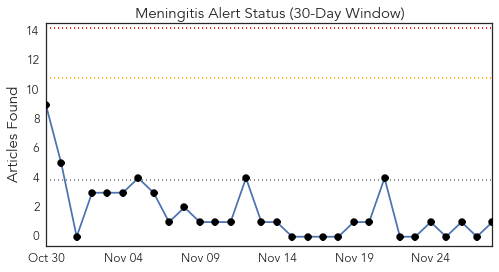 Meningitis Alert Status (30-Day Window)
14
12
10
8
6
4
2
0
Articles Found
Oct 30
Nov 04
Nov 09
Nov 14
Nov 19
Nov 24